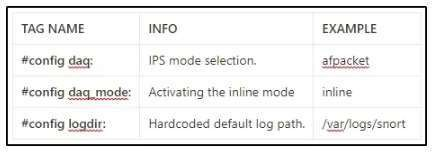 TAG NAME INFO EXAMPLE
#config daq: IPS mode selection. afpacket
#config daq_mode: Activating the inline mode inline
#config logdir: Hardcoded default log path. /var/logs/snort